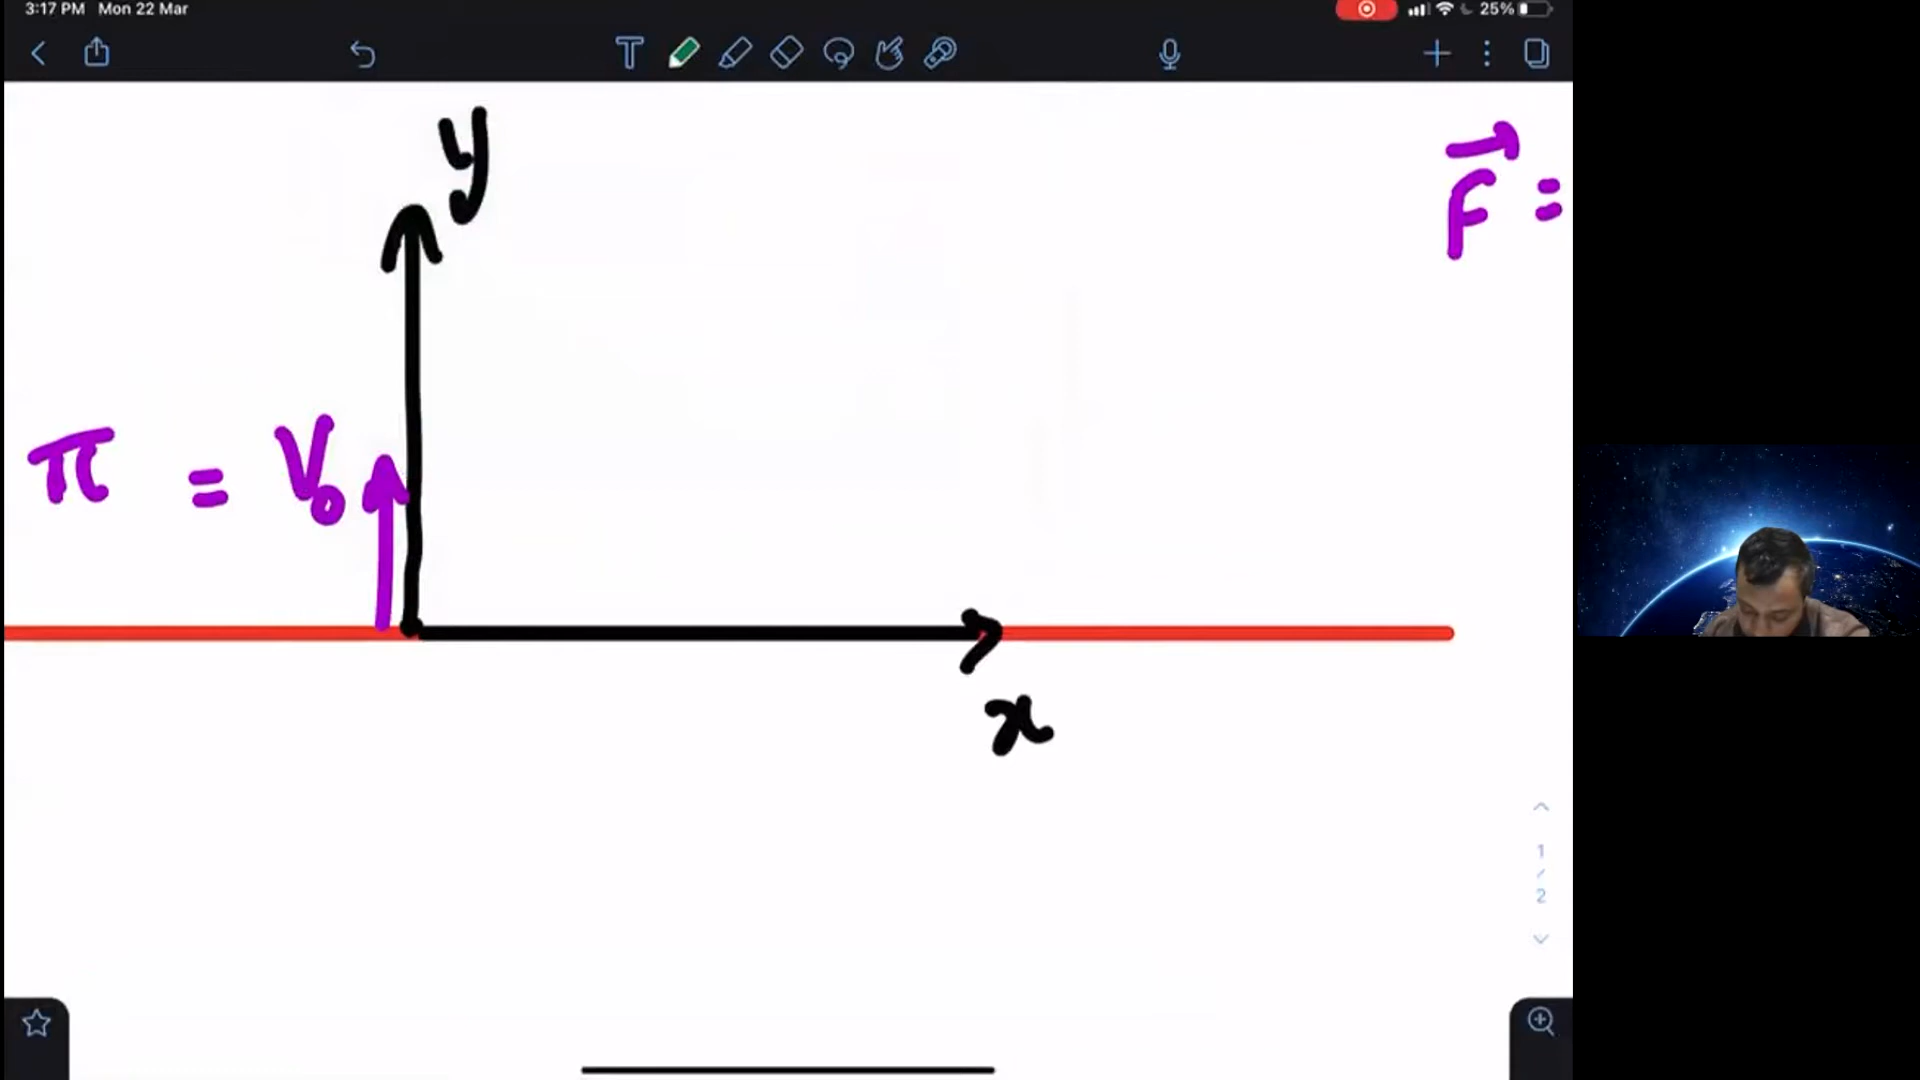 3:17 PM Mon 22 Mar
25%
y
F =
π = V₀
x
1
/
2